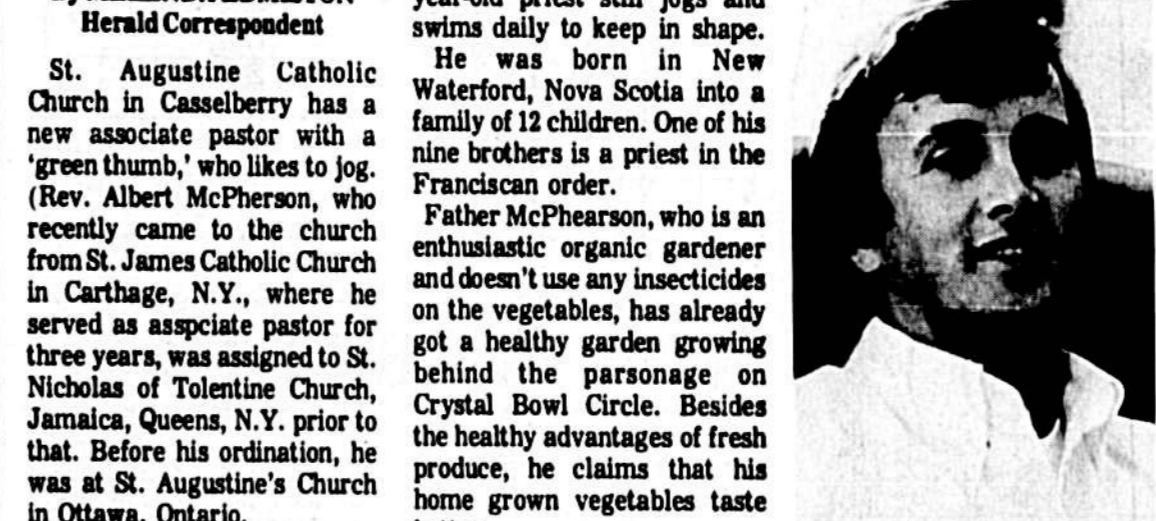 Herald Correspondent
St. Augustine Catholic
Church in Casselberry has a
new associate pastor with a
'green thumb,' who likes to jog.
(Rev. Albert McPherson, who
recently came to the church
from St. James Catholic Church
in Carthage, N.Y., where he
served as asspciate pastor for
three years, was assigned to St.
Nicholas of Tolentine Church,
Jamaica, Queens, N.Y. prior to
that. Before his ordination, he
was at St. Augustine's Church
in Ottawa, Ontario.
year-old priest still jogs and
swims daily to keep in shape.
He was born in New
Waterford, Nova Scotia into a
family of 12 children. One of his
nine brothers is a priest in the
Franciscan order.
Father McPhearson, who is an
enthusiastic organic gardener
and doesn't use any insecticides
on the vegetables, has already
got a healthy garden growing
behind the parsonage on
Crystal Bowl Circle. Besides
the healthy advantages of fresh
produce, he claims that his
home grown vegetables taste